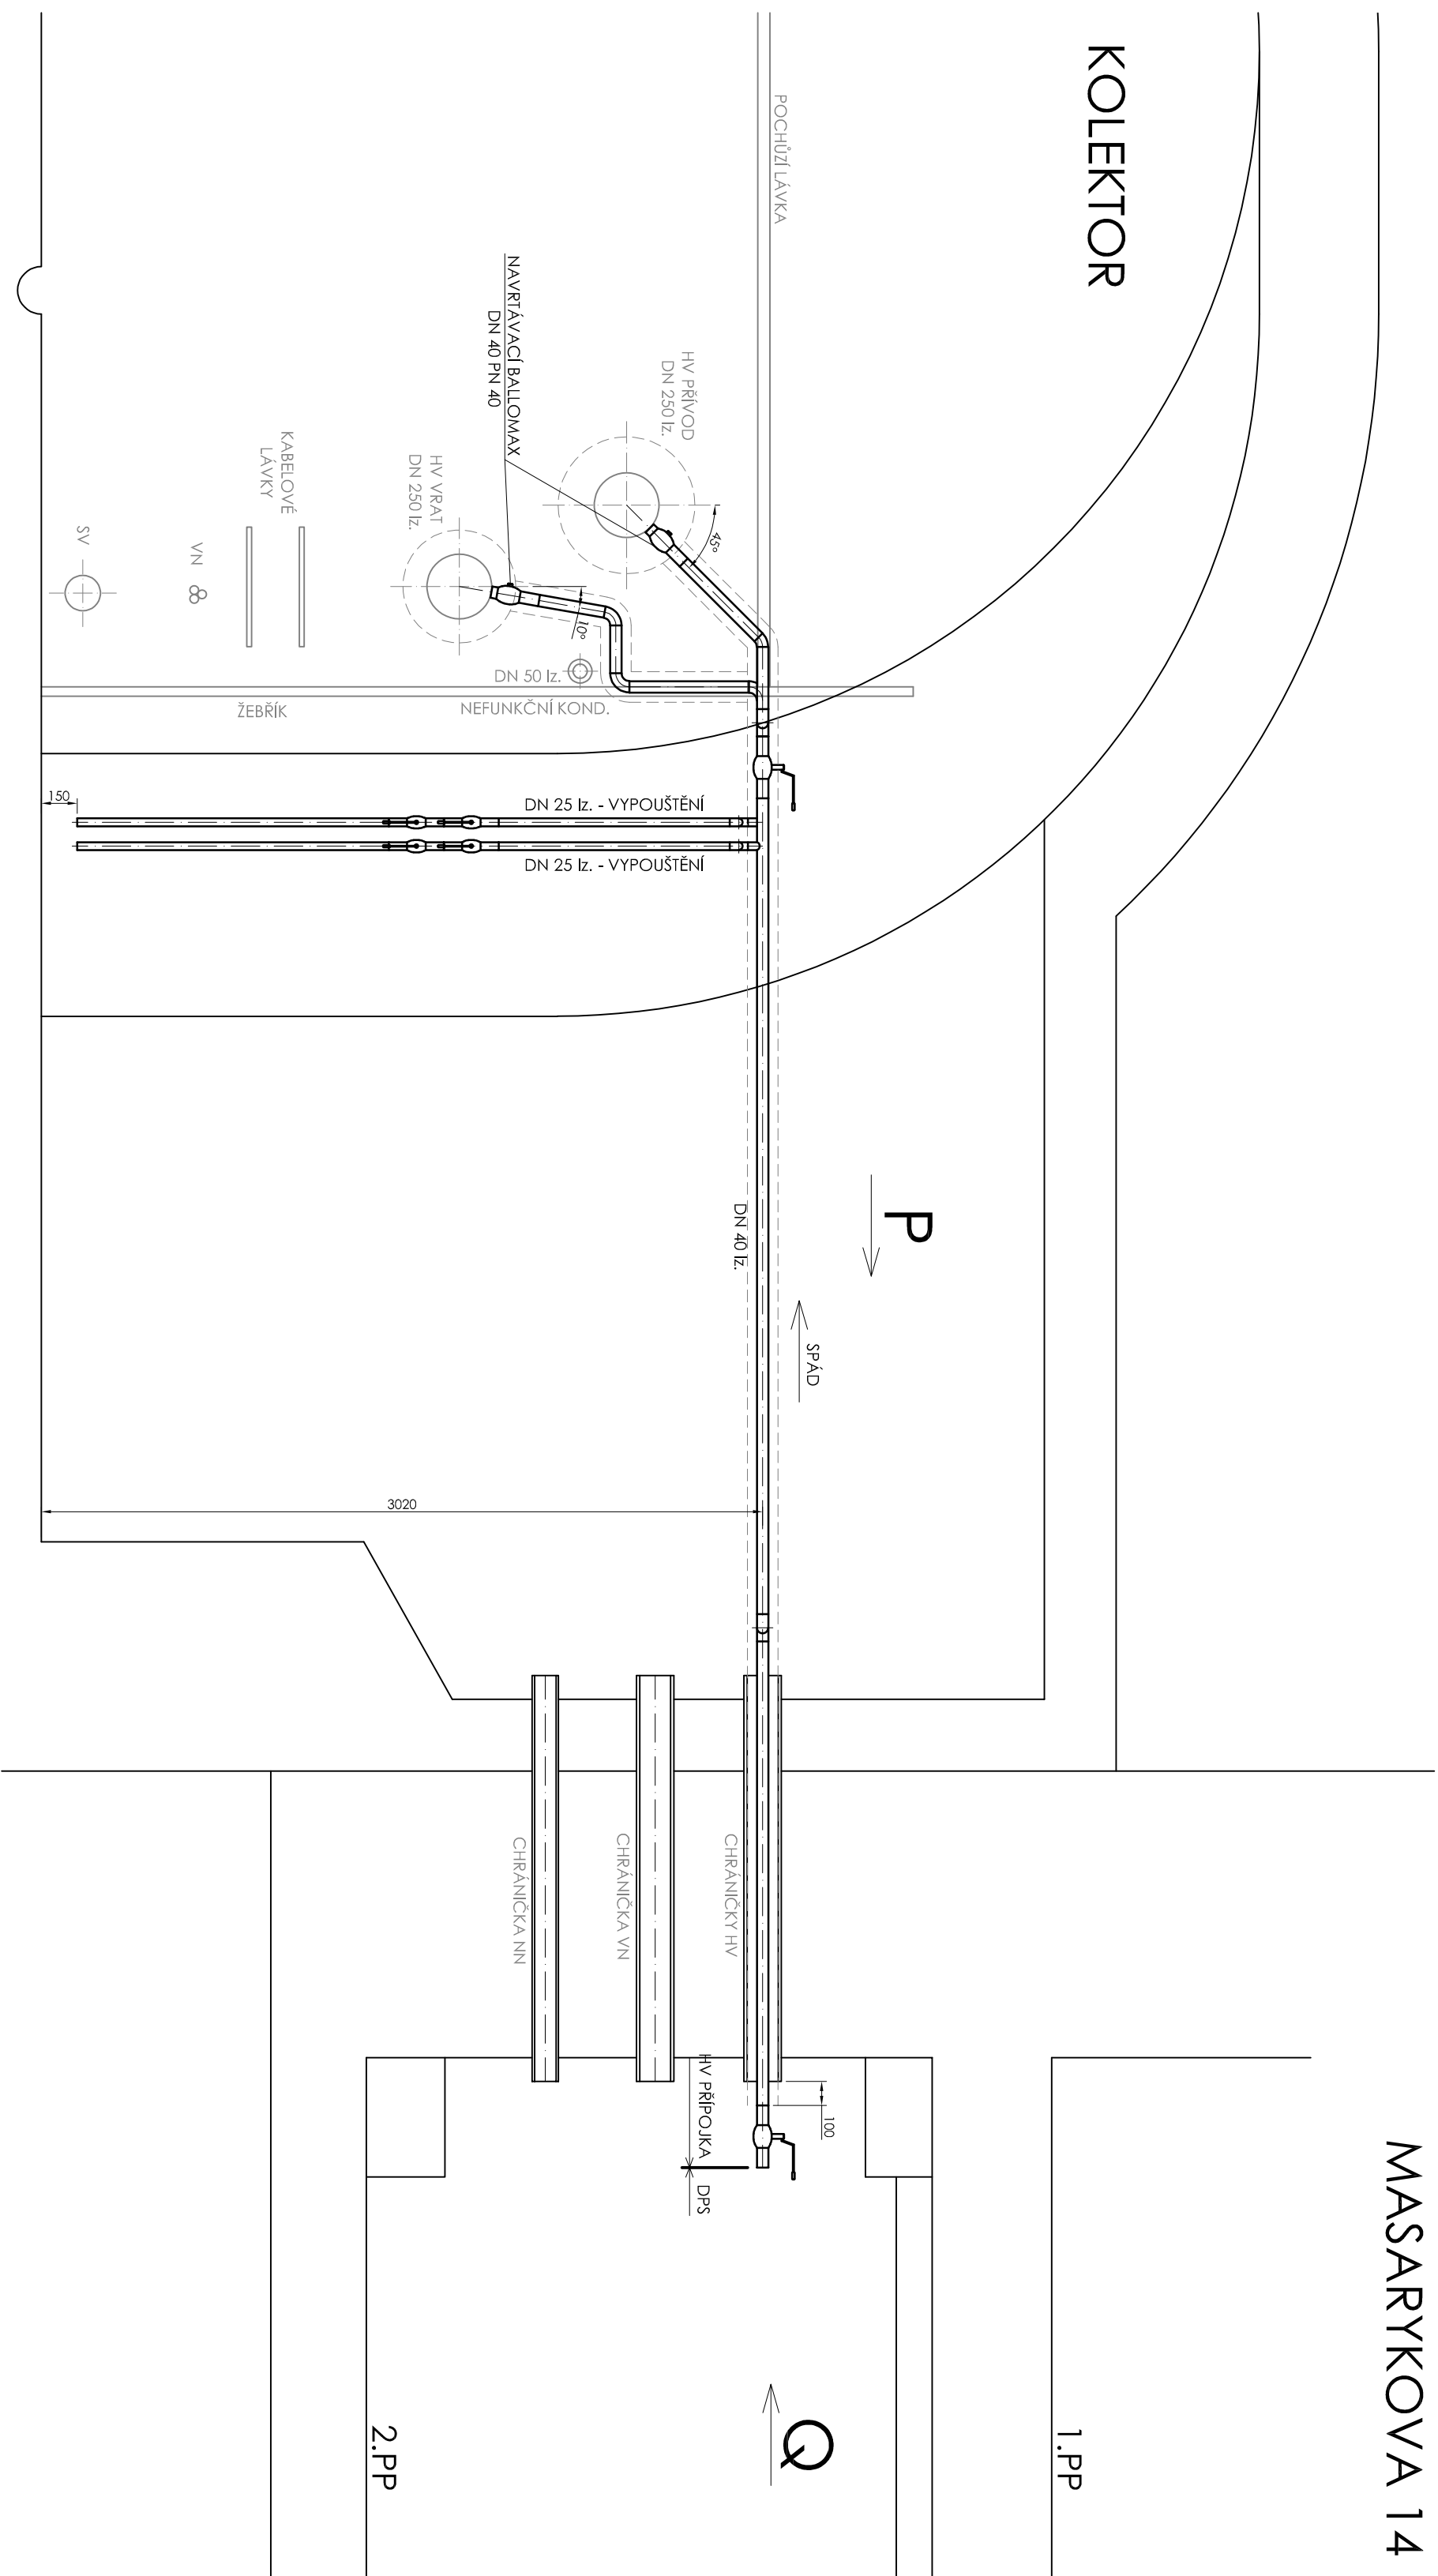 KOLEKTOR
MASARYKOVA 14
POCHŮZÍ LÁVKA
HV PŘÍVOD
DN 250 Iz.
45°
NAVRTÁVACÍ BALLOMAX
DN 40 PN 40
HV VRAT
DN 250 Iz.
10°
KABELOVÉ
LÁVKY
VN
SV
DN 50 Iz.
NEFUNKČNÍ KOND.
ŽEBŘÍK
150
DN 25 Iz. - VYPOUŠTĚNÍ
DN 25 Iz. - VYPOUŠTĚNÍ
P
SPÁD
DN 40 Iz.
3020
CHRÁNIČKY HV
CHRÁNIČKA VN
CHRÁNIČKA NN
100
HV PŘÍPOJKA
DPS
Q
1.PP
2.PP